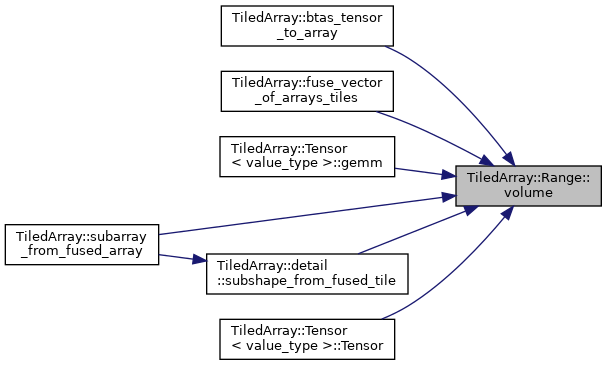 TiledArray::btas_tensor
_to_array
TiledArray::fuse_vector
_of_arrays_tiles
TiledArray::Tensor
< value_type >::gemm
TiledArray::Range::
volume
TiledArray::subarray
_from_fused_array
TiledArray::detail
::subshape_from_fused_tile
TiledArray::Tensor
< value_type >::Tensor